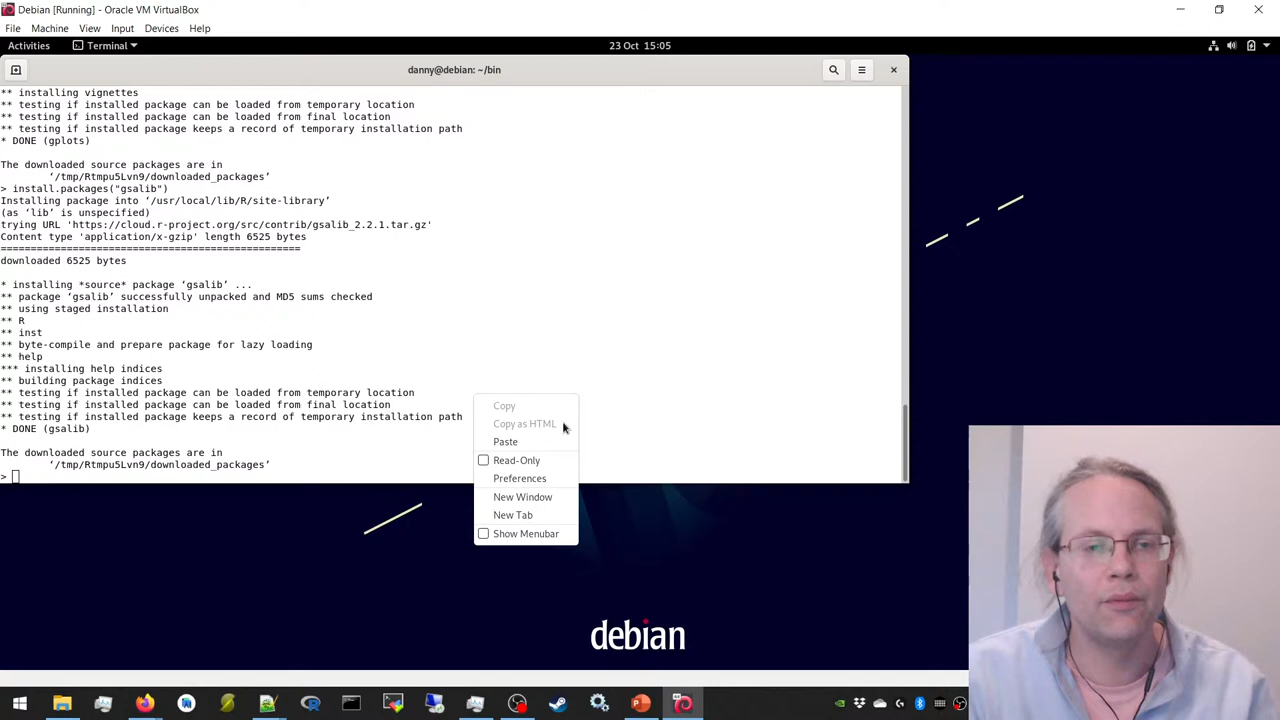 Debian [Running] - Oracle VM VirtualBox
File Machine View Input Devices Help
Activities Terminal 23 Oct 15:05
danny@debian: ~/bin
** installing vignettes
** testing if installed package can be loaded from temporary location
** testing if installed package can be loaded from final location
** testing if installed package keeps a record of temporary installation path
* DONE (gplots)
The downloaded source packages are in
‘/tmp/Rtmpu5Lvn9/downloaded_packages’
> install.packages("gsalib")
Installing package into ‘/usr/local/lib/R/site-library’
(as ‘lib’ is unspecified)
trying URL 'https://cloud.r-project.org/src/contrib/gsalib_2.2.1.tar.gz'
Content type 'application/x-gzip' length 6525 bytes
==================================================
downloaded 6525 bytes
* installing *source* package ‘gsalib’ ...
** package ‘gsalib’ successfully unpacked and MD5 sums checked
** using staged installation
** R
** inst
** byte-compile and prepare package for lazy loading
** help
*** installing help indices
** building package indices
** testing if installed package can be loaded from temporary location
** testing if installed package can be loaded from final location
** testing if installed package keeps a record of temporary installation path
* DONE (gsalib)
The downloaded source packages are in
‘/tmp/Rtmpu5Lvn9/downloaded_packages’
>
Copy
Copy as HTML
Paste
Read-Only
Preferences
New Window
New Tab
Show Menubar
debian